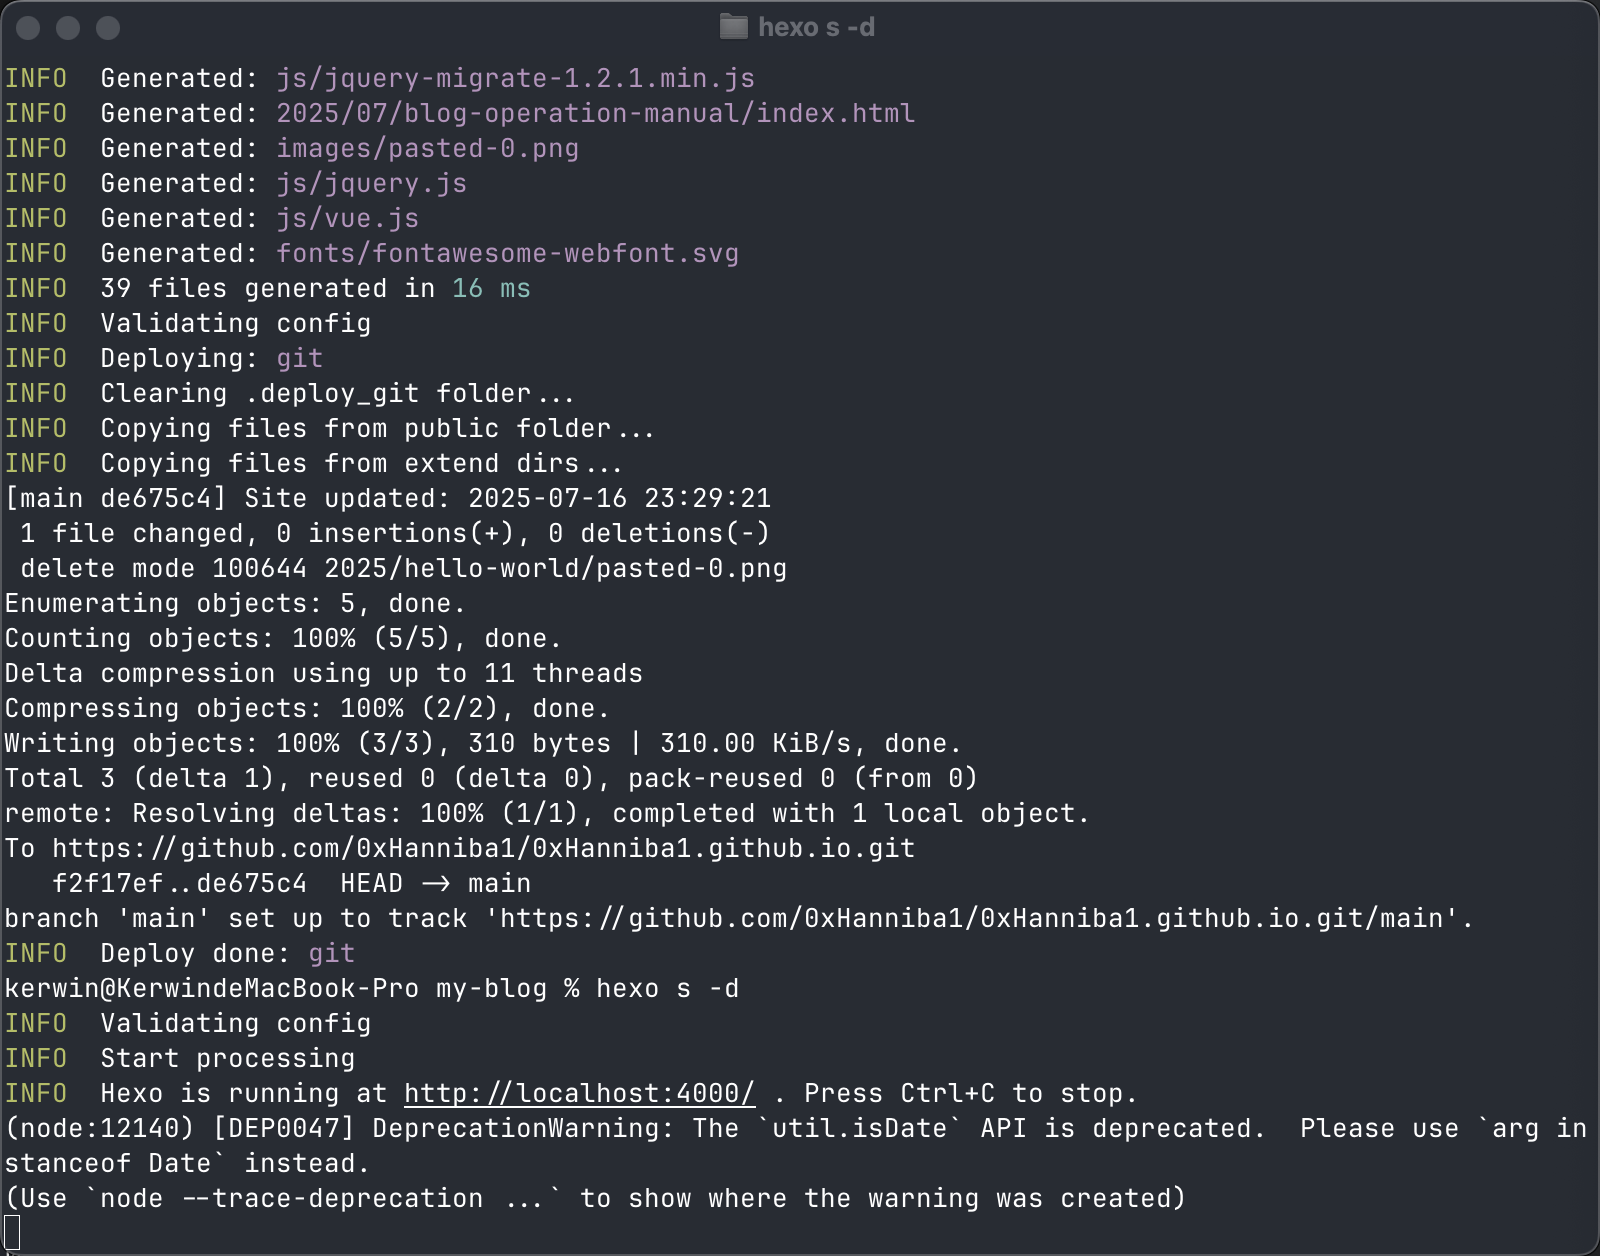 hexo s -d
INFO  Generated: js/jquery-migrate-1.2.1.min.js
INFO  Generated: 2025/07/blog-operation-manual/index.html
INFO  Generated: images/pasted-0.png
INFO  Generated: js/jquery.js
INFO  Generated: js/vue.js
INFO  Generated: fonts/fontawesome-webfont.svg
INFO  39 files generated in 16 ms
INFO  Validating config
INFO  Deploying: git
INFO  Clearing .deploy_git folder...
INFO  Copying files from public folder...
INFO  Copying files from extend dirs...
[main de675c4] Site updated: 2025-07-16 23:29:21
 1 file changed, 0 insertions(+), 0 deletions(-)
 delete mode 100644 2025/hello-world/pasted-0.png
Enumerating objects: 5, done.
Counting objects: 100% (5/5), done.
Delta compression using up to 11 threads
Compressing objects: 100% (2/2), done.
Writing objects: 100% (3/3), 310 bytes | 310.00 KiB/s, done.
Total 3 (delta 1), reused 0 (delta 0), pack-reused 0 (from 0)
remote: Resolving deltas: 100% (1/1), completed with 1 local object.
To https://github.com/0xHanniba1/0xHanniba1.github.io.git
   f2f17ef..de675c4  HEAD -> main
branch 'main' set up to track 'https://github.com/0xHanniba1/0xHanniba1.github.io.git/main'.
INFO  Deploy done: git
kerwin@KerwindeMacBook-Pro my-blog % hexo s -d
INFO  Validating config
INFO  Start processing
INFO  Hexo is running at http://localhost:4000/ . Press Ctrl+C to stop.
(node:12140) [DEP0047] DeprecationWarning: The `util.isDate` API is deprecated.  Please use `arg in
stanceof Date` instead.
(Use `node --trace-deprecation ...` to show where the warning was created)